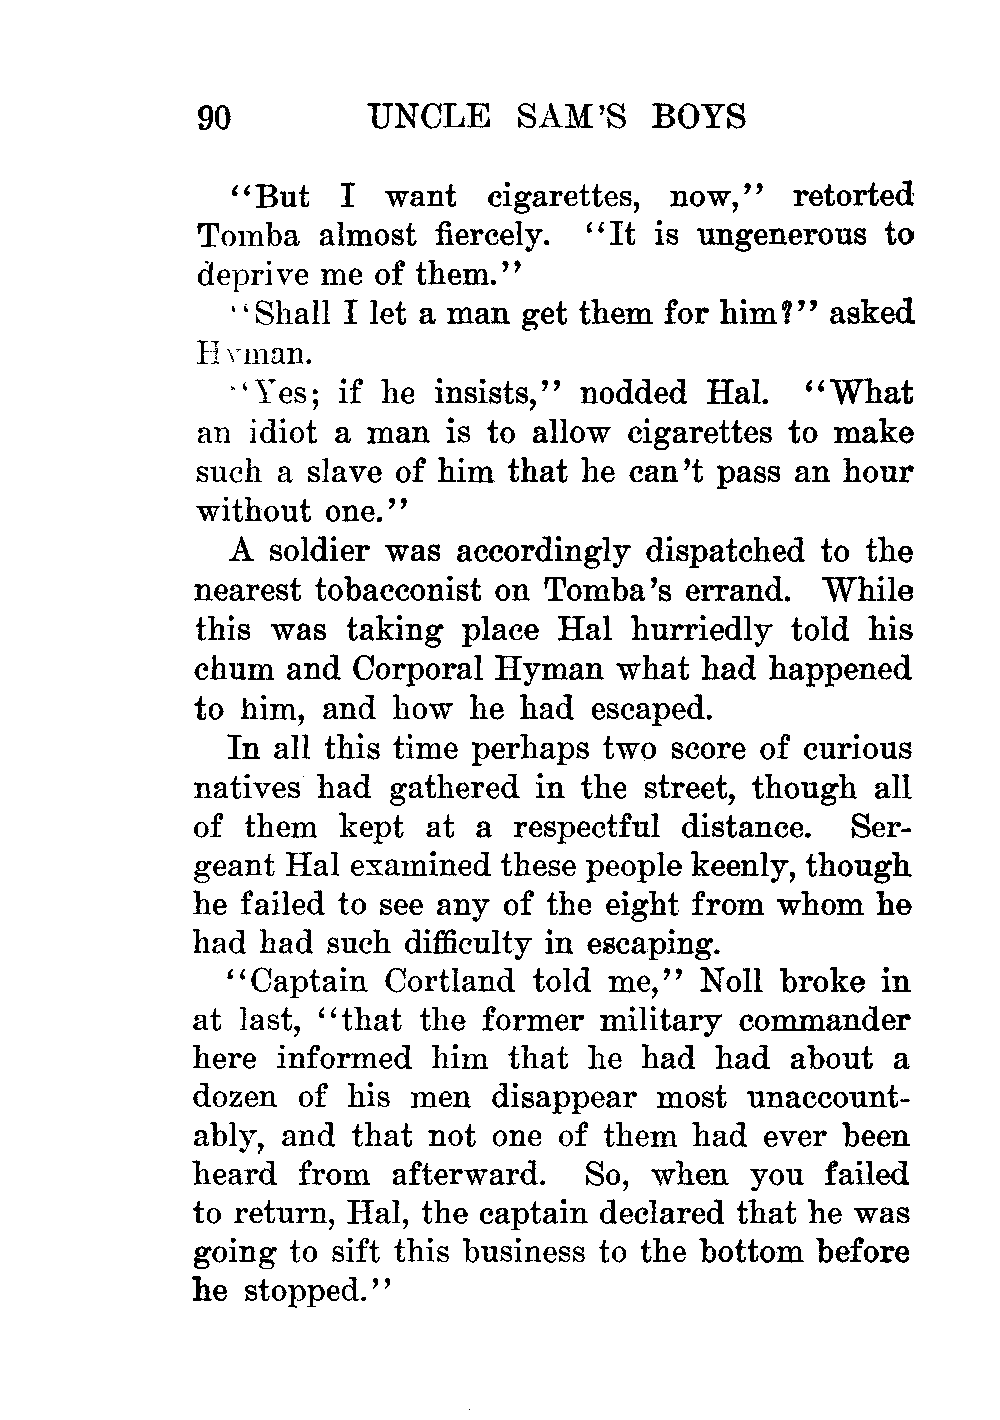 90 UNCLE SAM'S BOYS
"But I want cigarettes, now," retorted
Tomba almost fiercely. "It is ungenerous to
deprive me of them."
"Shall I let a man get them for him?" asked
Hyman.
"Yes; if he insists," nodded Hal. "What
an idiot a man is to allow cigarettes to make
such a slave of him that he can't pass an hour
without one."
A soldier was accordingly dispatched to the
nearest tobacconist on Tomba's errand. While
this was taking place Hal hurriedly told his
chum and Corporal Hyman what had happened
to him, and how he had escaped.
In all this time perhaps two score of curious
natives had gathered in the street, though all
of them kept at a respectful distance. Ser-
geant Hal examined these people keenly, though
he failed to see any of the eight from whom he
had had such difficulty in escaping.
"Captain Cortland told me," Noll broke in
at last, "that the former military commander
here informed him that he had had about a
dozen of his men disappear most unaccount-
ably, and that not one of them had ever been
heard from afterward. So, when you failed
to return, Hal, the captain declared that he was
going to sift this business to the bottom before
he stopped."